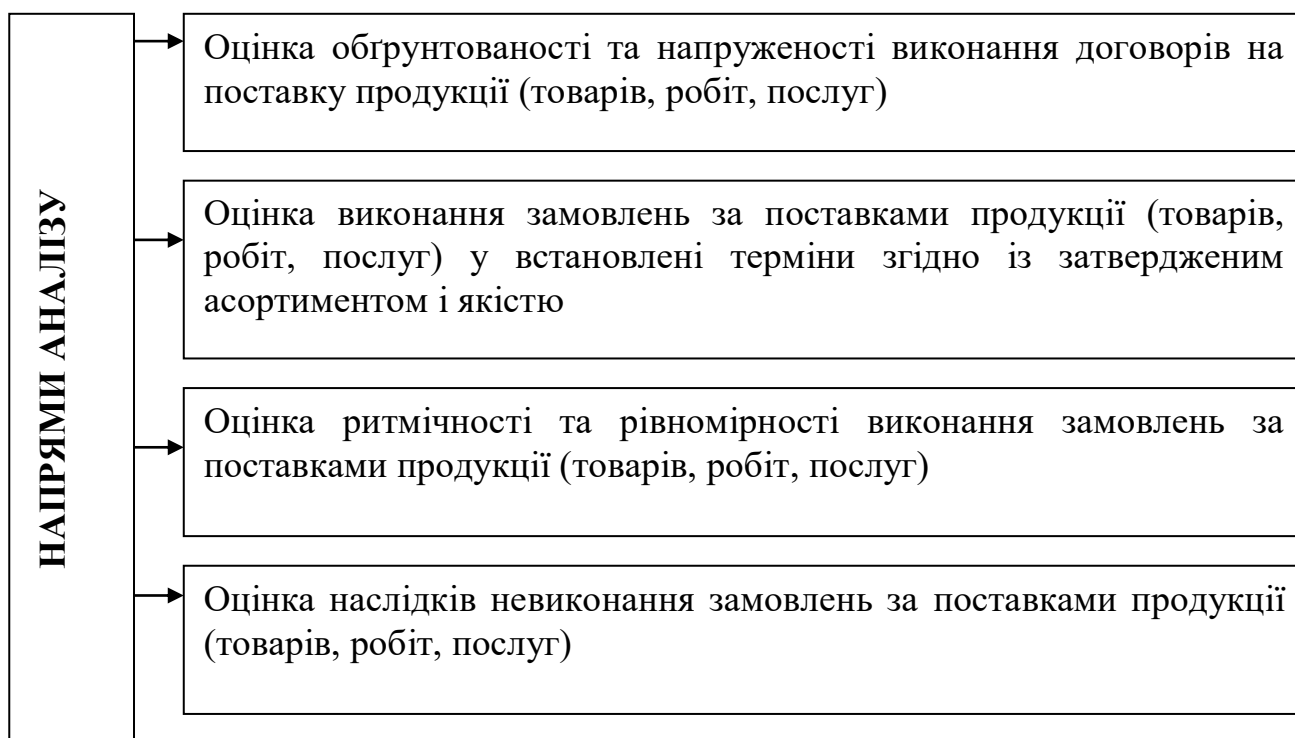 НАПРЯМИ АНАЛІЗУ
Оцінка обґрунтованості та напруженості виконання договорів на
поставку продукції (товарів, робіт, послуг)
Оцінка виконання замовлень за поставками продукції (товарів,
робіт, послуг) у встановлені терміни згідно із затвердженим
асортиментом і якістю
Оцінка ритмічності та рівномірності виконання замовлень за
поставками продукції (товарів, робіт, послуг)
Оцінка наслідків невиконання замовлень за поставками продукції
(товарів, робіт, послуг)